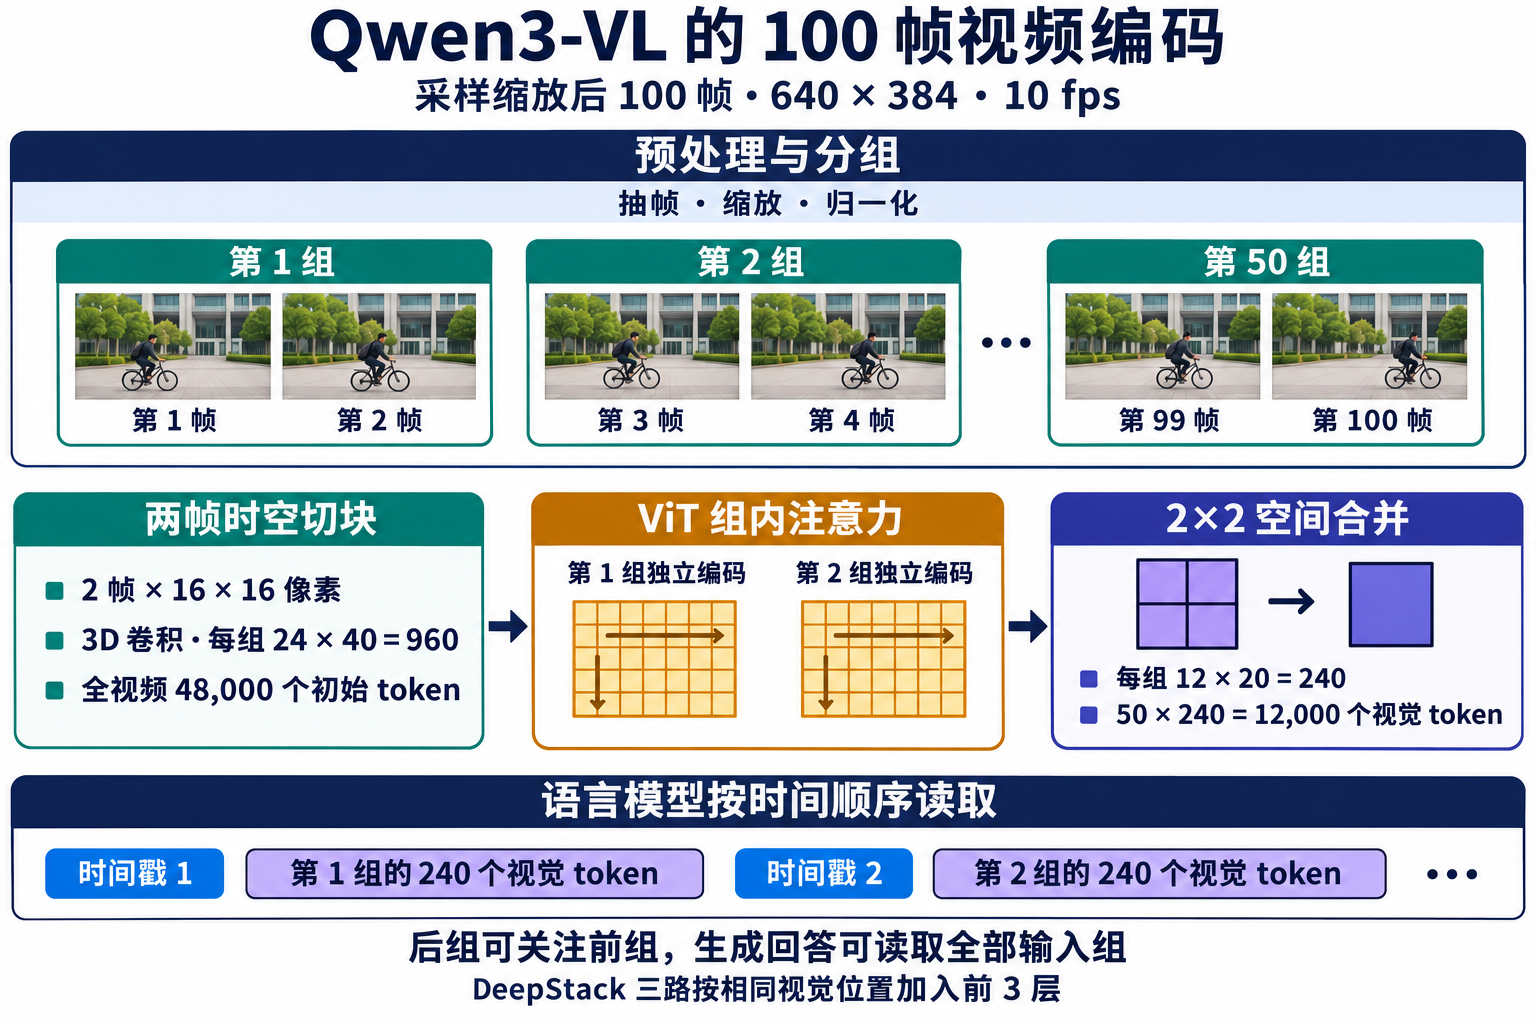 Qwen3-VL 的 100 帧视频编码
采样缩放后 100 帧 · 640 × 384 · 10 fps
预处理与分组
抽帧 · 缩放 · 归一化
第 1 组
第 2 组
第 50 组
第 1 帧
第 2 帧
第 3 帧
第 4 帧
...
第 99 帧
第 100 帧
两帧时空切块
2 帧 × 16 × 16 像素
3D 卷积 · 每组 24 × 40 = 960
全视频 48,000 个初始 token
ViT 组内注意力
第 1 组独立编码
第 2 组独立编码
2×2 空间合并
每组 12 × 20 = 240
50 × 240 = 12,000 个视觉 token
语言模型按时间顺序读取
时间戳 1
第 1 组的 240 个视觉 token
时间戳 2
第 2 组的 240 个视觉 token
...
后组可关注前组，生成回答可读取全部输入组
DeepStack 三路按相同视觉位置加入前 3 层